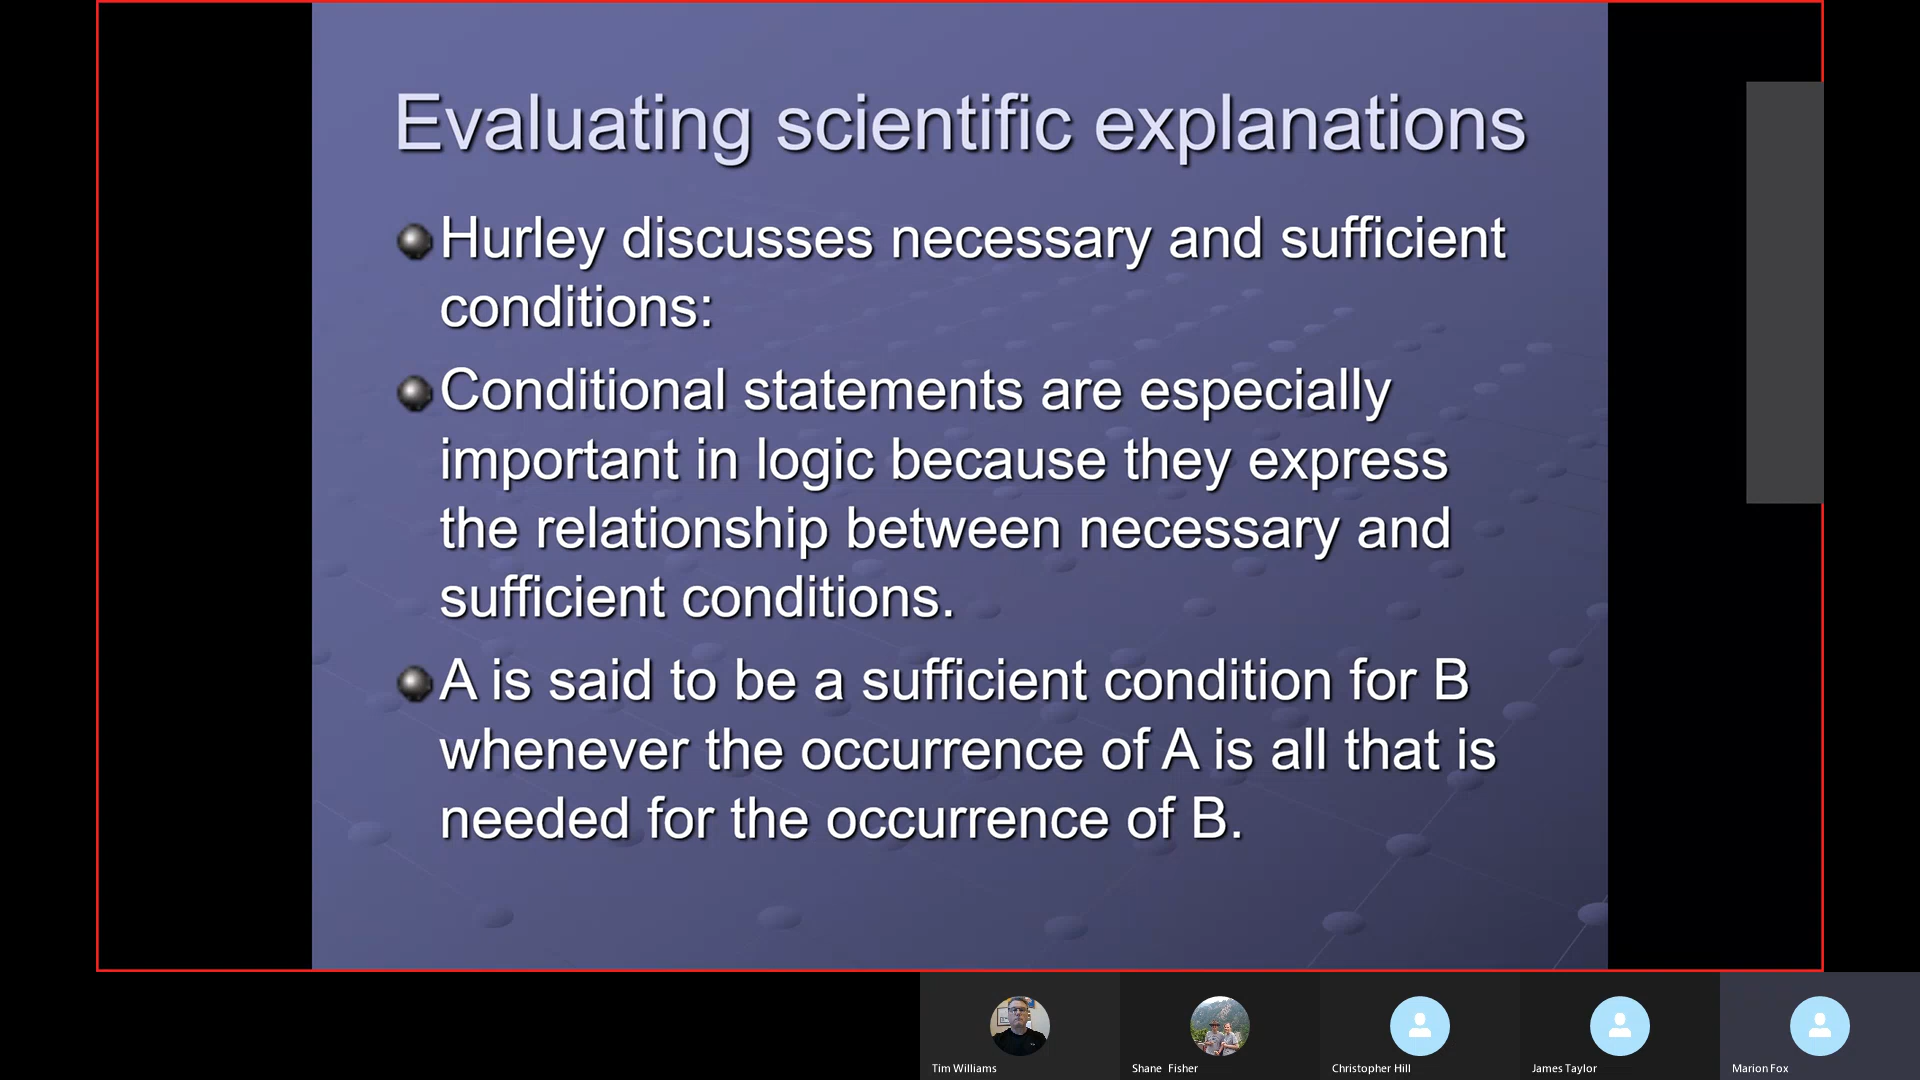 Evaluating scientific explanations
Hurley discusses necessary and sufficient
conditions:
Conditional statements are especially
important in logic because they express
the relationship between necessary and
sufficient conditions.
A is said to be a sufficient condition for B
whenever the occurrence of A is all that is
needed for the occurrence of B.
Tim Williams
Shane Fisher
Christopher Hill
James Taylor
Marion Fox